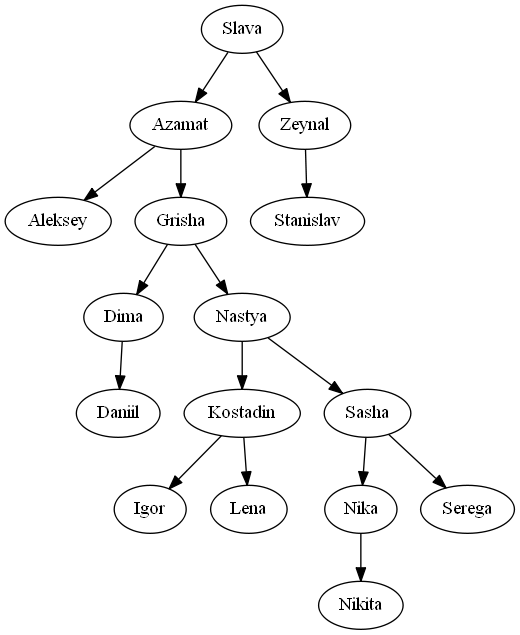 Slava
Azamat
Zeynal
Aleksey
Grisha
Stanislav
Dima
Nastya
Daniil
Kostadin
Sasha
Igor
Lena
Nika
Serega
Nikita